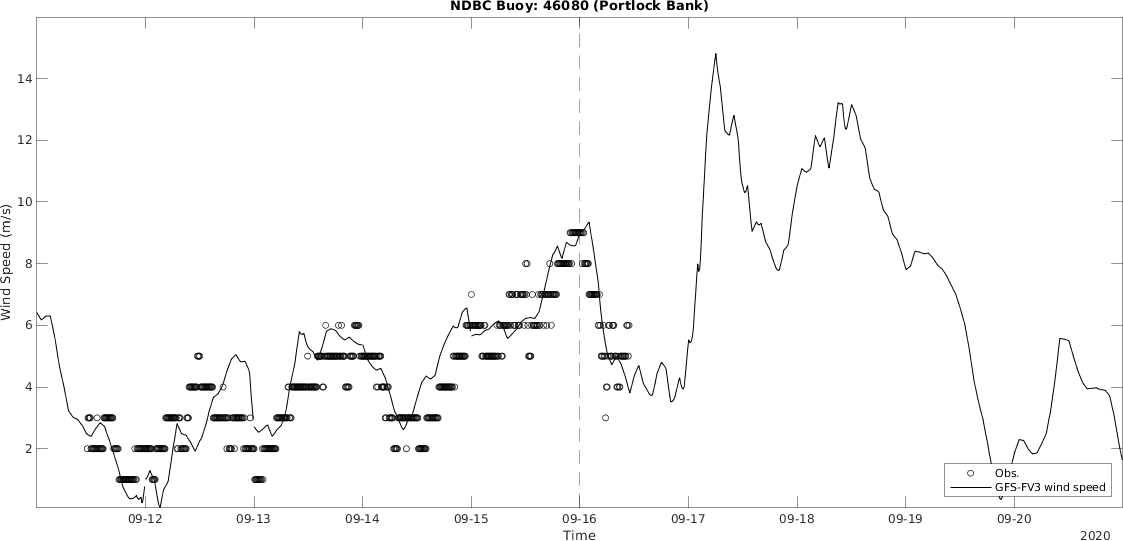 NDBC Buoy: 46080 (Portlock Bank)
14
12
10
8
6
4
2
Wind Speed (m/s)
Obs.
GFS-FV3 wind speed
09-12 09-13 09-14 09-15 09-16 09-17 09-18 09-19 09-20
Time
2020